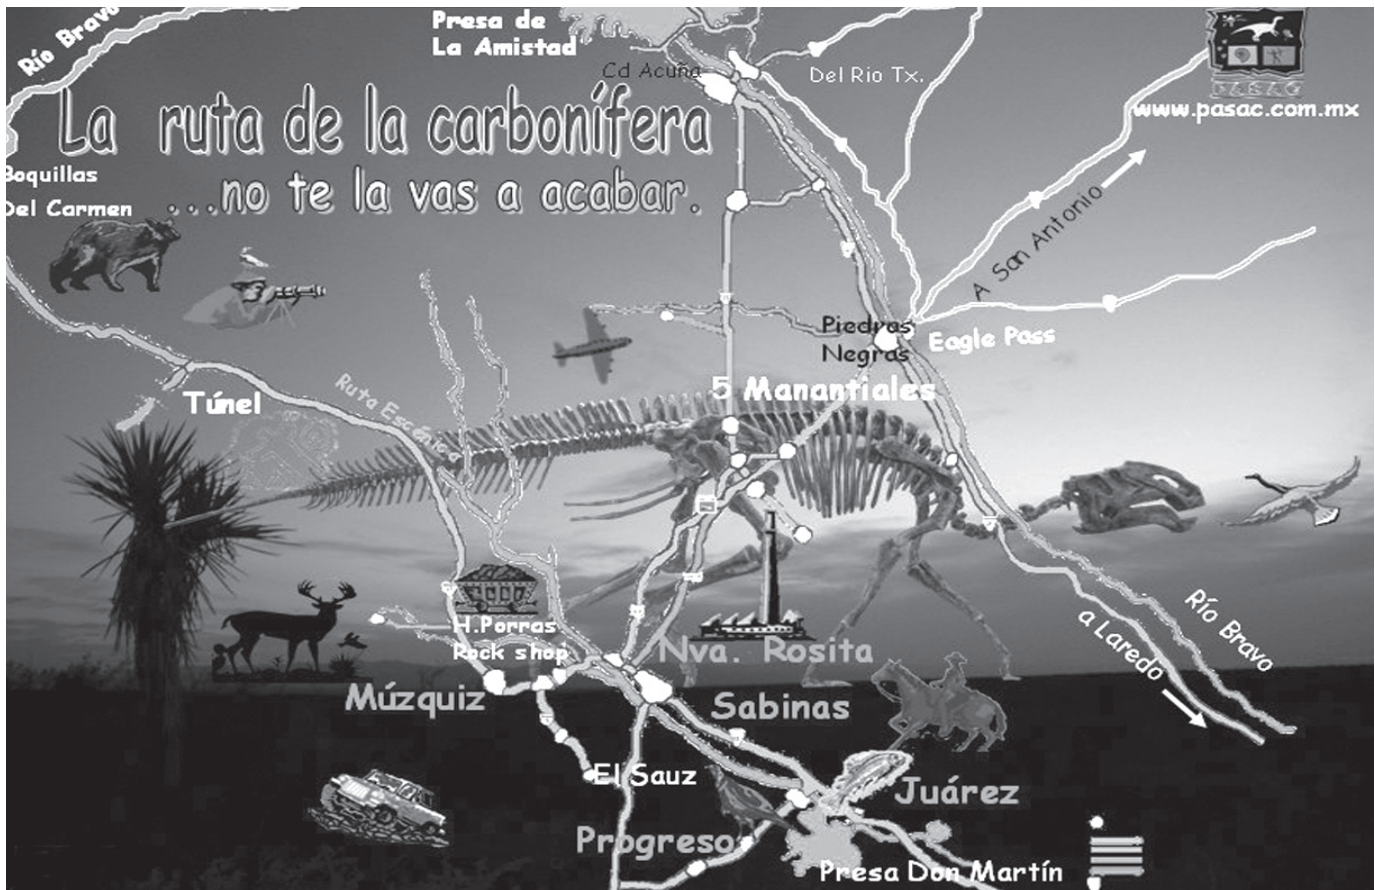 Río Bravo
Presa de
La Amistad
Cd Acuña
Del Rio Tx.
PASAC
www.pasac.com.mx
La ruta de la carbonífera
...no te la vas a acabar.
Boquillas
Del Carmen
A San Antonio
Piedras
Negras
Eagle Pass
5 Manantiales
Túnel
Ruta Escénica
H.Porras
Rock shop
Nva. Rosita
Múzquiz
Sabinas
a Laredo
Río Bravo
El Sauz
Juárez
Progreso
Presa Don Martín